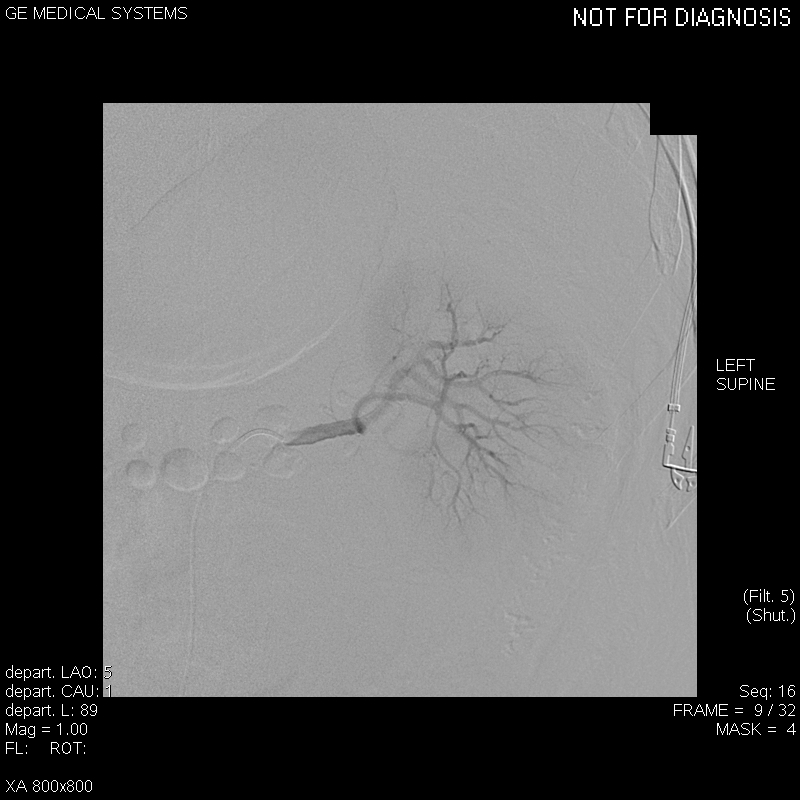 GE MEDICAL SYSTEMS
NOT FOR DIAGNOSIS
LEFT
SUPINE
(Filt. 5)
(Shut.)
depart. LAO: 5
depart. CAU: 1
depart. L: 89
Mag = 1.00
FL: ROT:
Seq: 16
FRAME = 9 / 32
MASK = 4
XA 800x800